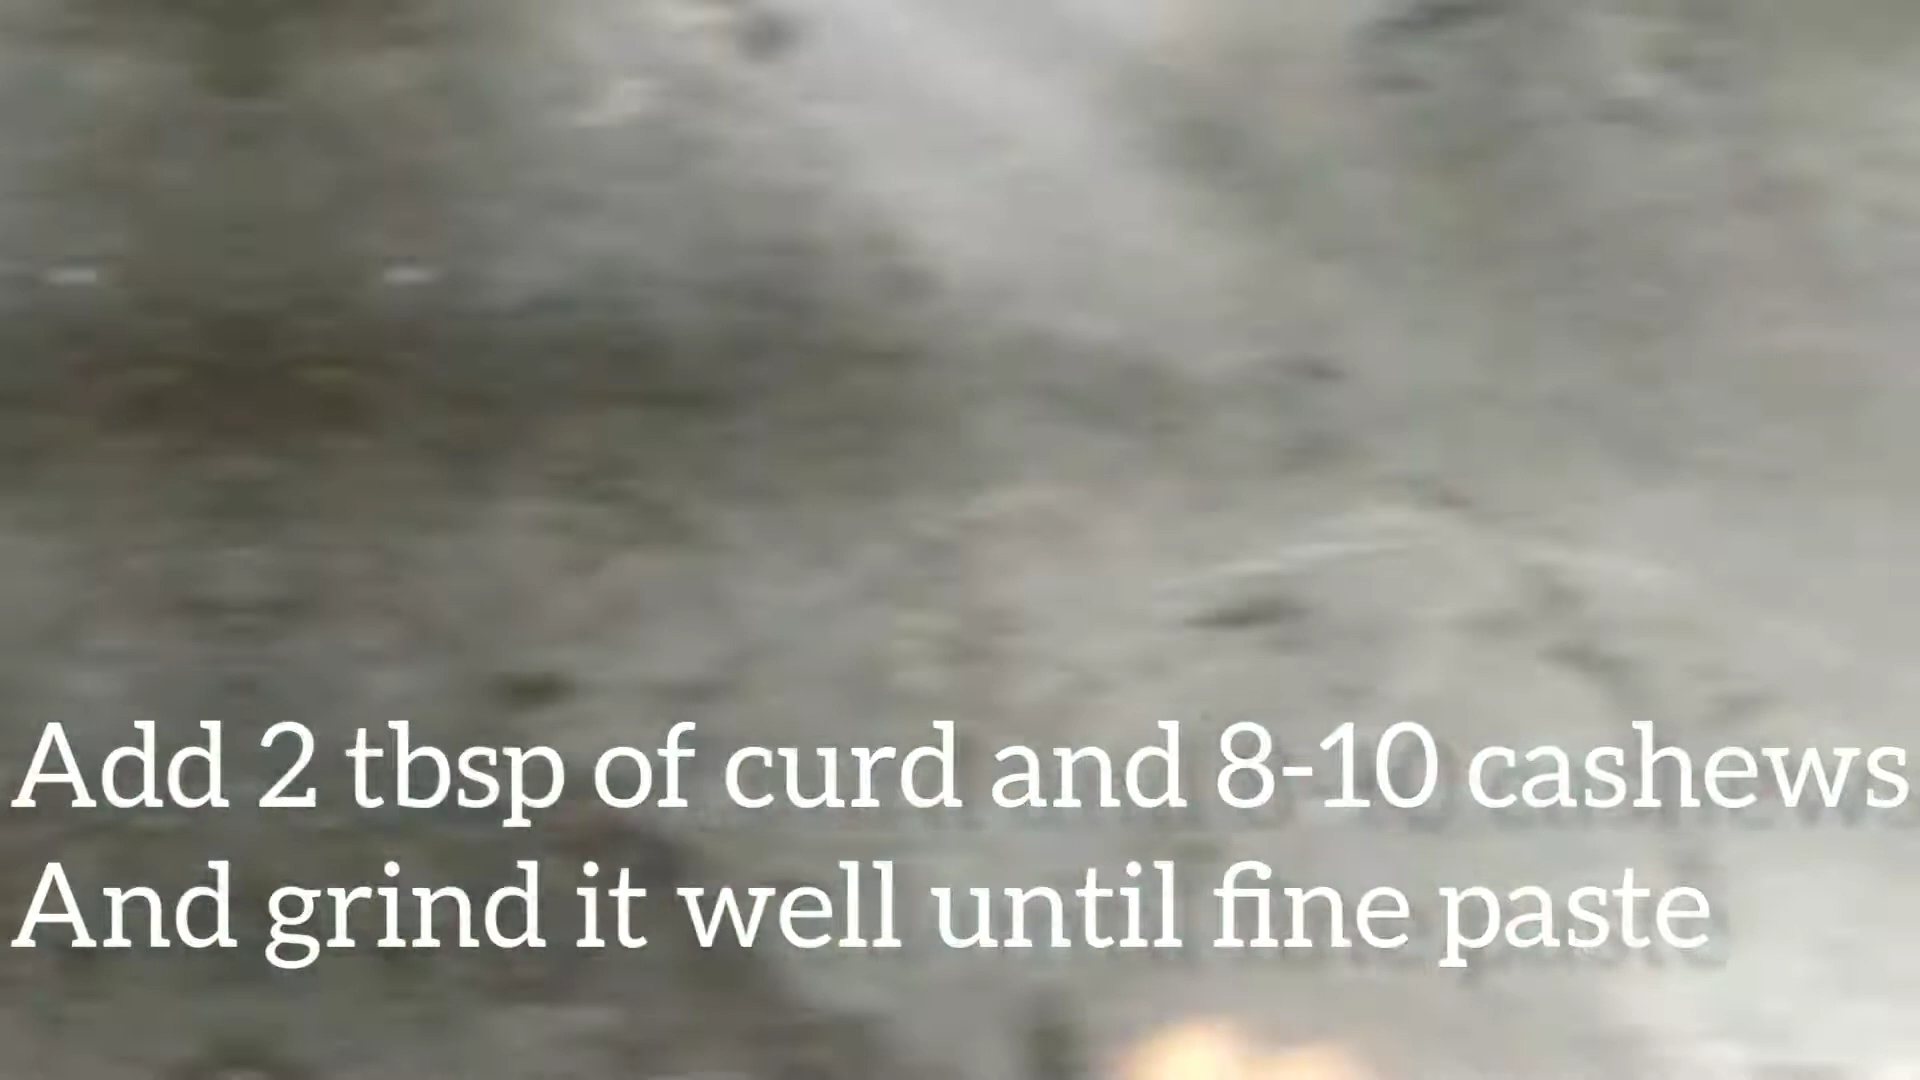 Add 2 tbsp of curd and 8-10 cashews
And grind it well until fine paste